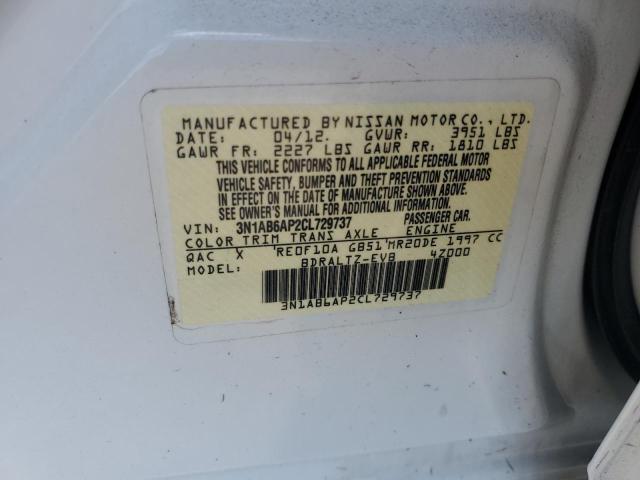 MANUFACTURED BY NISSAN MOTOR CO., LTD.
DATE: 04/12. GVWR: 3951 LBS
GAWR FR: 2227 LBS GAWR RR: 1810 LBS
THIS VEHICLE CONFORMS TO ALL APPLICABLE FEDERAL MOTOR
VEHICLE SAFETY, BUMPER AND THEFT PREVENTION STANDARDS
IN EFFECT ON THE DATE OF MANUFACTURE SHOWN ABOVE.
SEE OWNER'S MANUAL FOR ADDITIONAL INFORMATION.
VIN: 3N1AB6AP2CL729737 PASSENGER CAR.
COLOR TRIM TRANS AXLE ENGINE
QAC X RE0F10A GB51 MR20DE 1997 CC
MODEL: BDRALTZ-EVB 4Z000
3N1AB6AP2CL729737